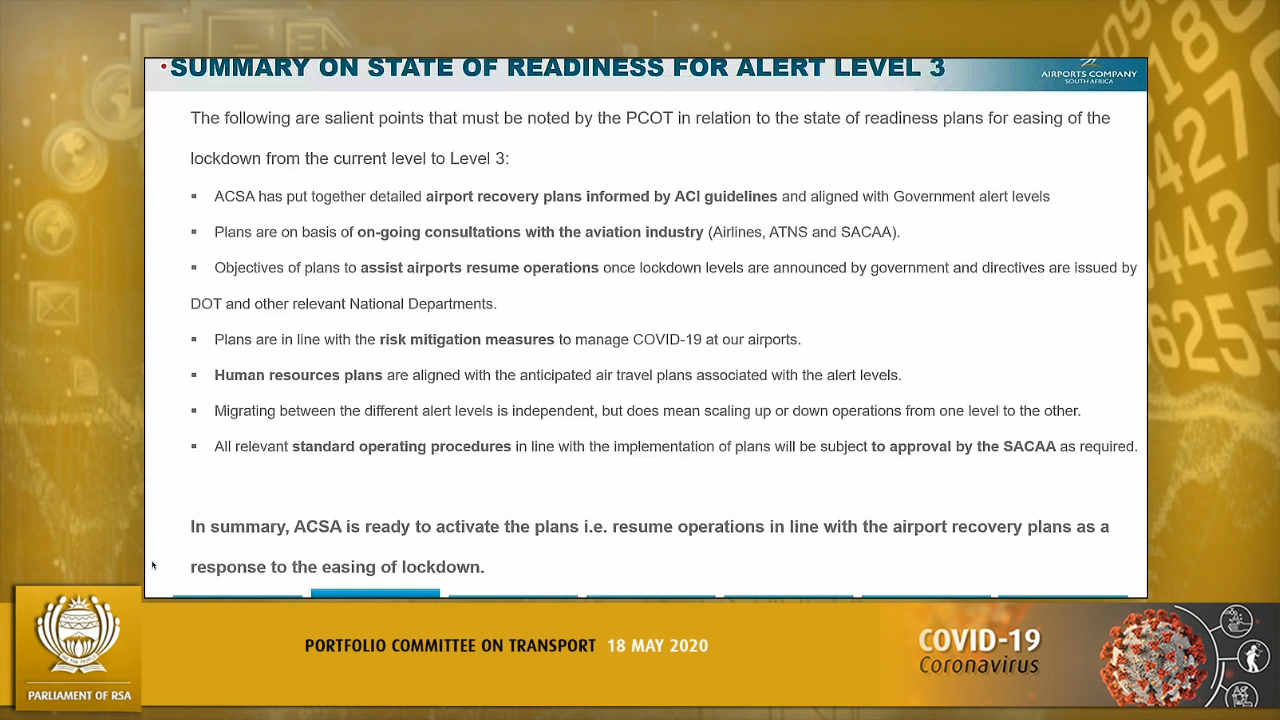 •SUMMARY ON STATE OF READINESS FOR ALERT LEVEL 3
AIRPORTS COMPANY
SOUTH AFRICA
The following are salient points that must be noted by the PCOT in relation to the state of readiness plans for easing of the
lockdown from the current level to Level 3:
▪ ACSA has put together detailed airport recovery plans informed by ACI guidelines and aligned with Government alert levels
▪ Plans are on basis of on-going consultations with the aviation industry (Airlines, ATNS and SACAA).
▪ Objectives of plans to assist airports resume operations once lockdown levels are announced by government and directives are issued by
DOT and other relevant National Departments.
▪ Plans are in line with the risk mitigation measures to manage COVID-19 at our airports.
▪ Human resources plans are aligned with the anticipated air travel plans associated with the alert levels.
▪ Migrating between the different alert levels is independent, but does mean scaling up or down operations from one level to the other.
▪ All relevant standard operating procedures in line with the implementation of plans will be subject to approval by the SACAA as required.
In summary, ACSA is ready to activate the plans i.e. resume operations in line with the airport recovery plans as a
response to the easing of lockdown.
PARLIAMENT OF RSA
PORTFOLIO COMMITTEE ON TRANSPORT 18 MAY 2020
COVID-19
Coronavirus